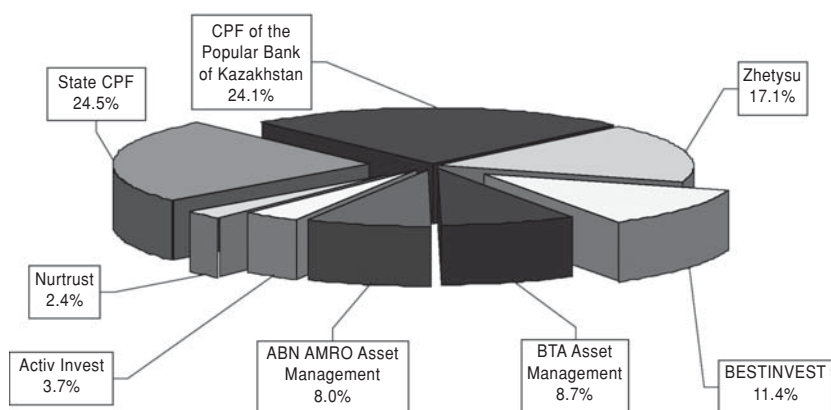 CPF of the
Popular Bank
of Kazakhstan
24.1%
State CPF
24.5%
Zhetysu
17.1%
Nurtrust
2.4%
Activ Invest
3.7%
ABN AMRO Asset
Management
8.0%
BTA Asset
Management
8.7%
BESTINVEST
11.4%